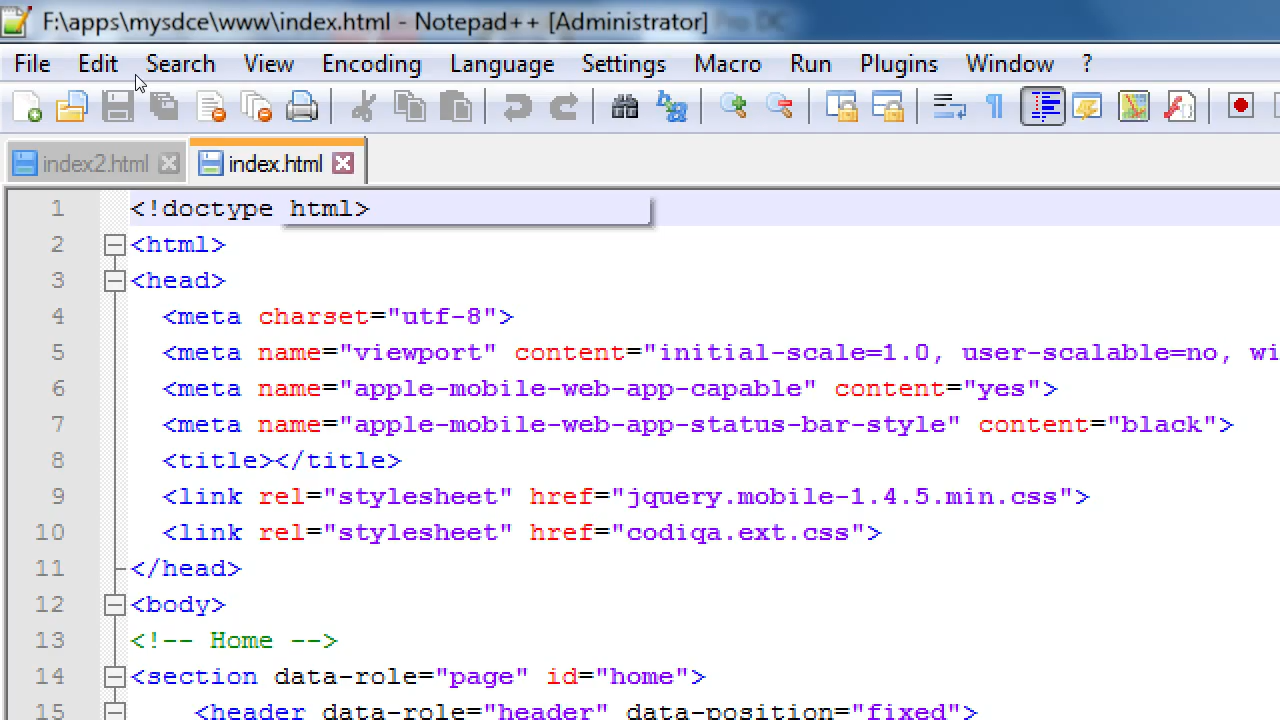 F:\apps\mysdce\www\index.html - Notepad++ [Administrator]
File Edit Search View Encoding Language Settings Macro Run Plugins Window ?
index2.html index.html
1 <!doctype html>
2 <html>
3 <head>
4 <meta charset="utf-8">
5 <meta name="viewport" content="initial-scale=1.0, user-scalable=no, wi
6 <meta name="apple-mobile-web-app-capable" content="yes">
7 <meta name="apple-mobile-web-app-status-bar-style" content="black">
8 <title></title>
9 <link rel="stylesheet" href="jquery.mobile-1.4.5.min.css">
10 <link rel="stylesheet" href="codiqa.ext.css">
11 </head>
12 <body>
13 <!-- Home -->
14 <section data-role="page" id="home">
15 <header data-role="header" data-position="fixed">